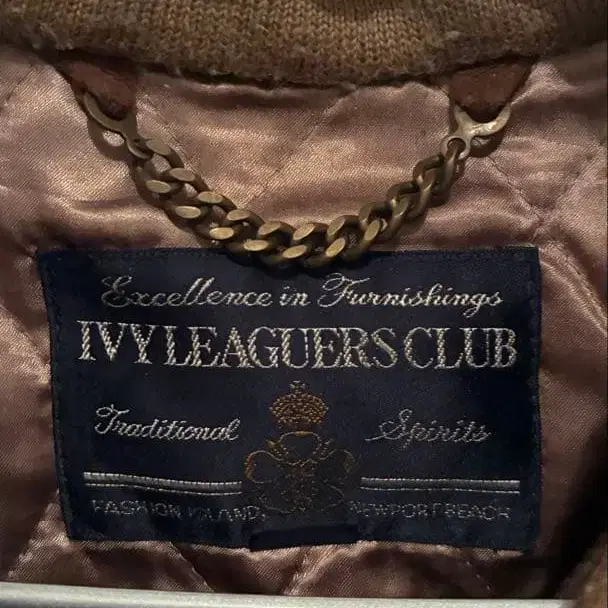 Excellence in Furnishings
IVY LEAGUERS CLUB
Traditional Spirits
FASHION ISLAND, NEWPORT BEACH